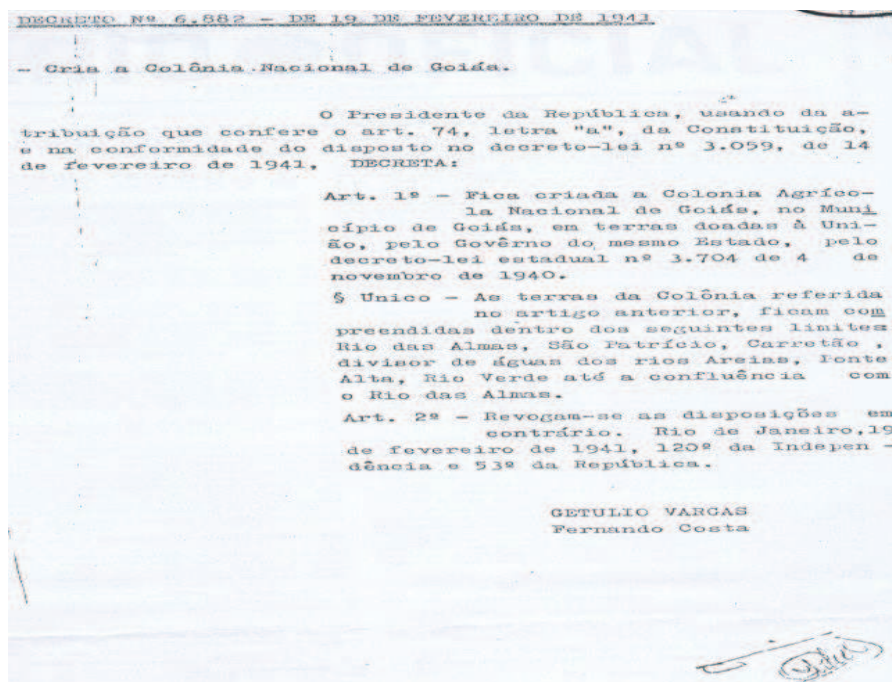 DECRETO Nº 6.882 - DE 19 DE FEVEREIRO DE 1941
- Cria a Colônia Nacional de Goiás.
O Presidente da República, usando da a-
tribuição que confere o art. 74, letra "a", da Constituição,
e na conformidade do disposto no decreto-lei nº 3.059, de 14
de fevereiro de 1941, DECRETA:
Art. 1º - Fica criada a Colonia Agríco-
la Nacional de Goiás, no Muni
cípio de Goiás, em terras doadas à Uni-
ão, pelo Govêrno do mesmo Estado, pelo
decreto-lei estadual nº 3.704 de 4 de
novembro de 1940.
§ Unico - As terras da Colônia referida
no artigo anterior, ficam com
preendidas dentro dos seguintes limites
Rio das Almas, São Patrício, Carretão ,
divisor de águas dos rios Areias, Ponte
Alta, Rio Verde até a confluência com
o Rio das Almas.
Art. 2º - Revogam-se as disposições em
contrário. Rio de Janeiro,19
de fevereiro de 1941, 120º da Indepen -
dência e 53º da República.
GETULIO VARGAS
Fernando Costa